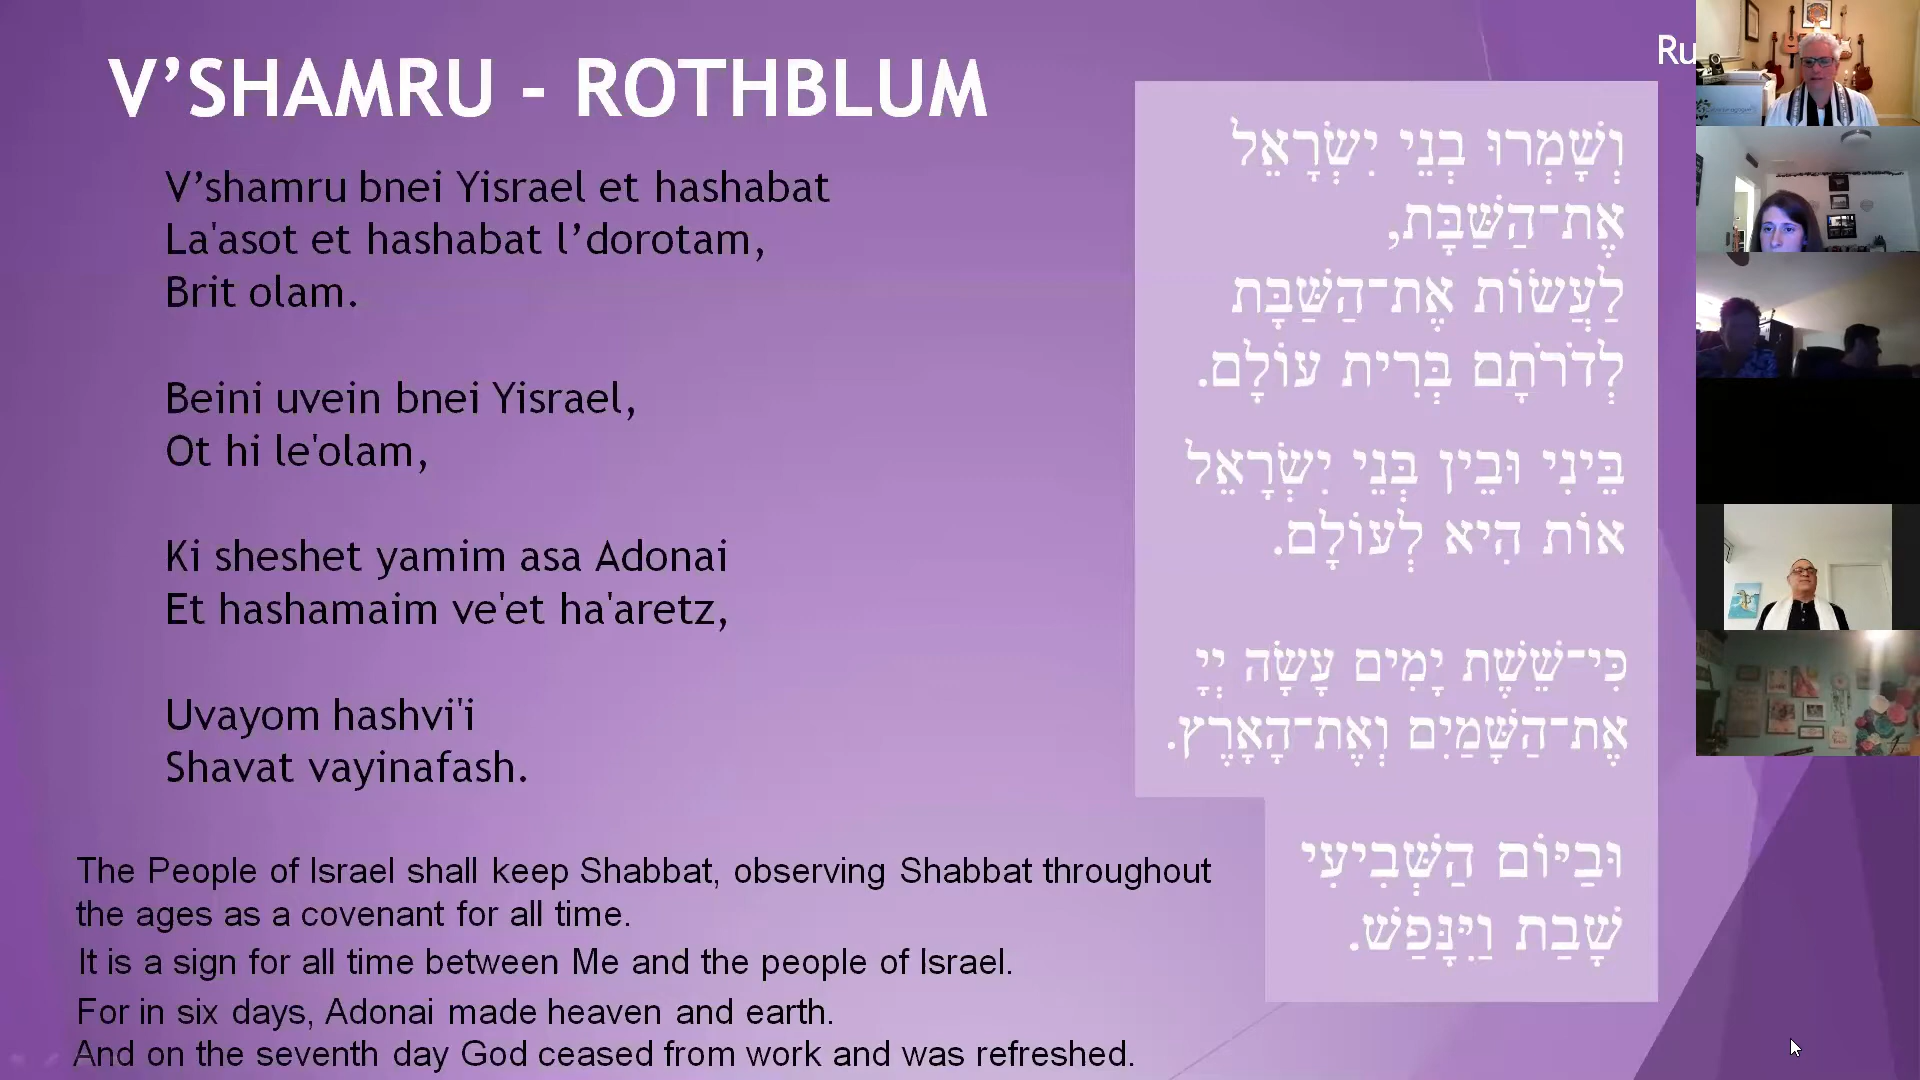 V’SHAMRU - ROTHBLUM
Ru
V’shamru bnei Yisrael et hashabat
La'asot et hashabat l’dorotam,
Brit olam.
Beini uvein bnei Yisrael,
Ot hi le'olam,
Ki sheshet yamim asa Adonai
Et hashamaim ve'et ha'aretz,
Uvayom hashvi'i
Shavat vayinafash.
וְשָׁמְרוּ בְנֵי יִשְׂרָאֵל
אֶת־הַשַּׁבָּת,
לַעֲשׂוֹת אֶת־הַשַּׁבָּת
לְדֹרֹתָם בְּרִית עוֹלָם.
בֵּינִי וּבֵין בְּנֵי יִשְׂרָאֵל
אוֹת הִיא לְעוֹלָם.
כִּי־שֵׁשֶׁת יָמִים עָשָׂה יְיָ
אֶת־הַשָּׁמַיִם וְאֶת־הָאָרֶץ.
וּבַיּוֹם הַשְּׁבִיעִי
שָׁבַת וַיִּנָּפַשׁ.
The People of Israel shall keep Shabbat, observing Shabbat throughout
the ages as a covenant for all time.
It is a sign for all time between Me and the people of Israel.
For in six days, Adonai made heaven and earth.
And on the seventh day God ceased from work and was refreshed.